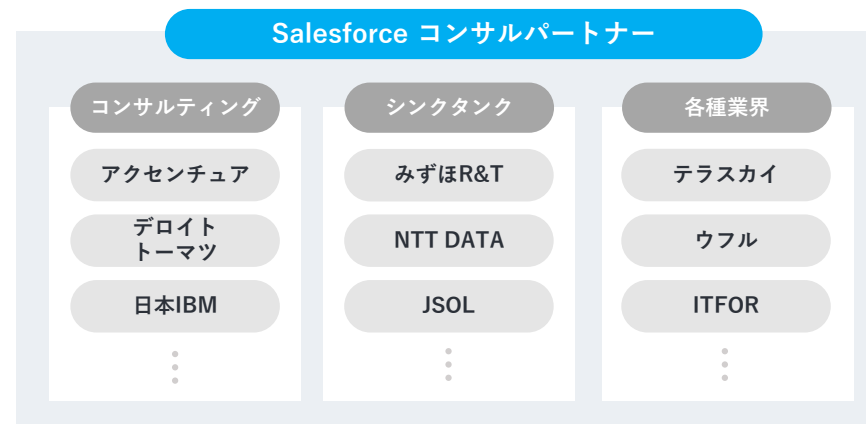 Salesforce コンサルパートナー
コンサルティング
アクセンチュア
デロイト
トーマツ
日本IBM
シンクタンク
みずほR&T
NTT DATA
JSOL
各種業界
テラスカイ
ウフル
ITFOR